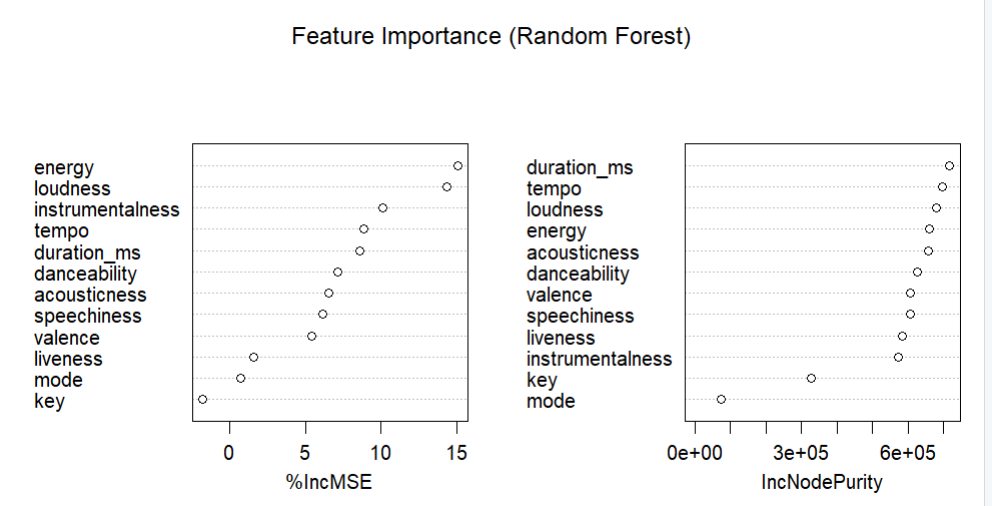 Feature Importance (Random Forest)
energy
loudness
instrumentalness
tempo
duration_ms
danceability
acousticness
speechiness
valence
liveness
mode
key
0 5 10 15
%IncMSE
duration_ms
tempo
loudness
energy
acousticness
danceability
valence
speechiness
liveness
instrumentalness
key
mode
0e+00 3e+05 6e+05
IncNodePurity